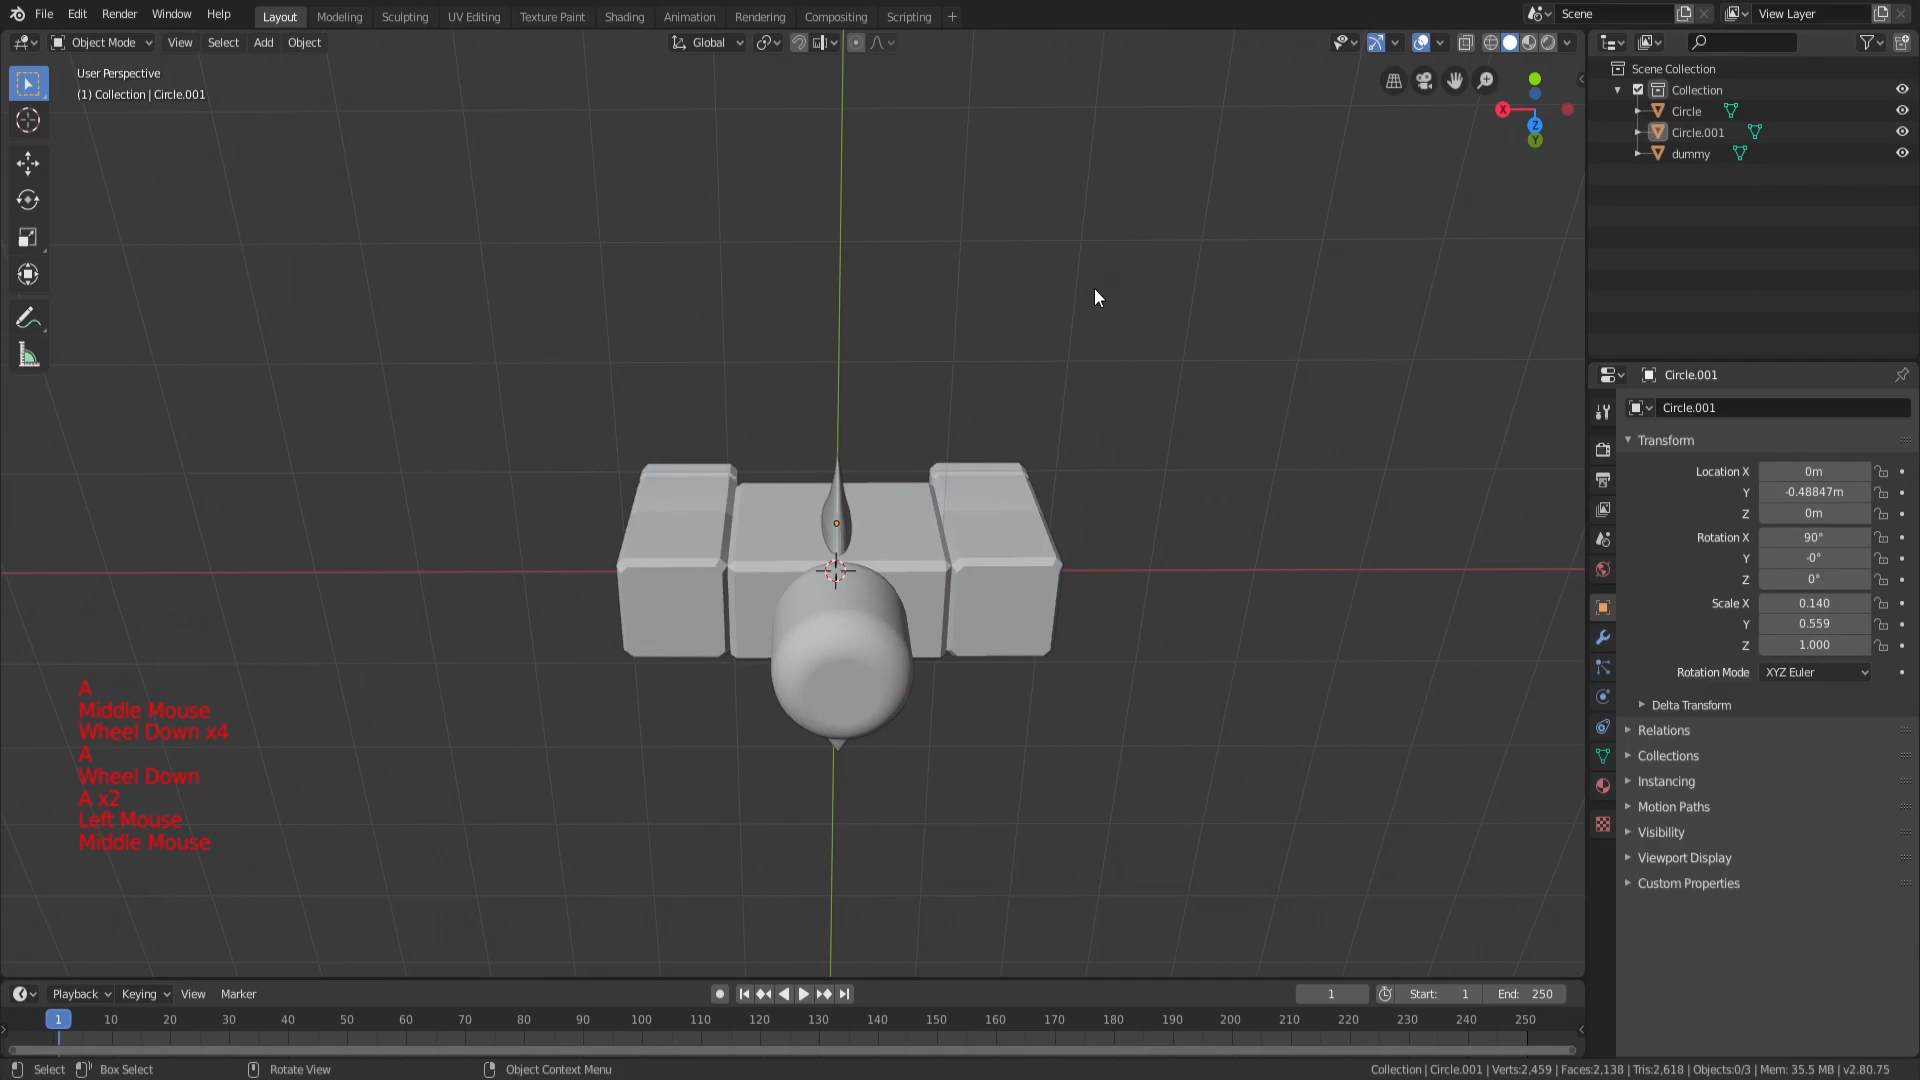 File Edit Render Window Help Layout Modeling Sculpting UV Editing Texture Paint Shading Animation Rendering Compositing Scripting + Scene View Layer
Object Mode View Select Add Object Global
User Perspective
(1) Collection | Circle.001
X
Z
Y
Scene Collection
Collection
Circle
Circle.001
dummy
Circle.001
Circle.001
Transform
Location X 0m
Y -0.48847m
Z 0m
Rotation X 90°
Y -0°
Z 0°
Scale X 0.140
Y 0.559
Z 1.000
Rotation Mode XYZ Euler
Delta Transform
Relations
Collections
Instancing
Motion Paths
Visibility
Viewport Display
Custom Properties
A
Middle Mouse
Wheel Down x4
A
Wheel Down
A x2
Left Mouse
Middle Mouse
Playback Keying View Marker 1 Start: 1 End: 250
1 10 20 30 40 50 60 70 80 90 100 110 120 130 140 150 160 170 180 190 200 210 220 230 240 250
Select Box Select Rotate View Object Context Menu Collection | Circle.001 | Verts:2,459 | Faces:2,138 | Tris:2,618 | Objects:0/3 | Mem: 35.5 MB | v2.80.75